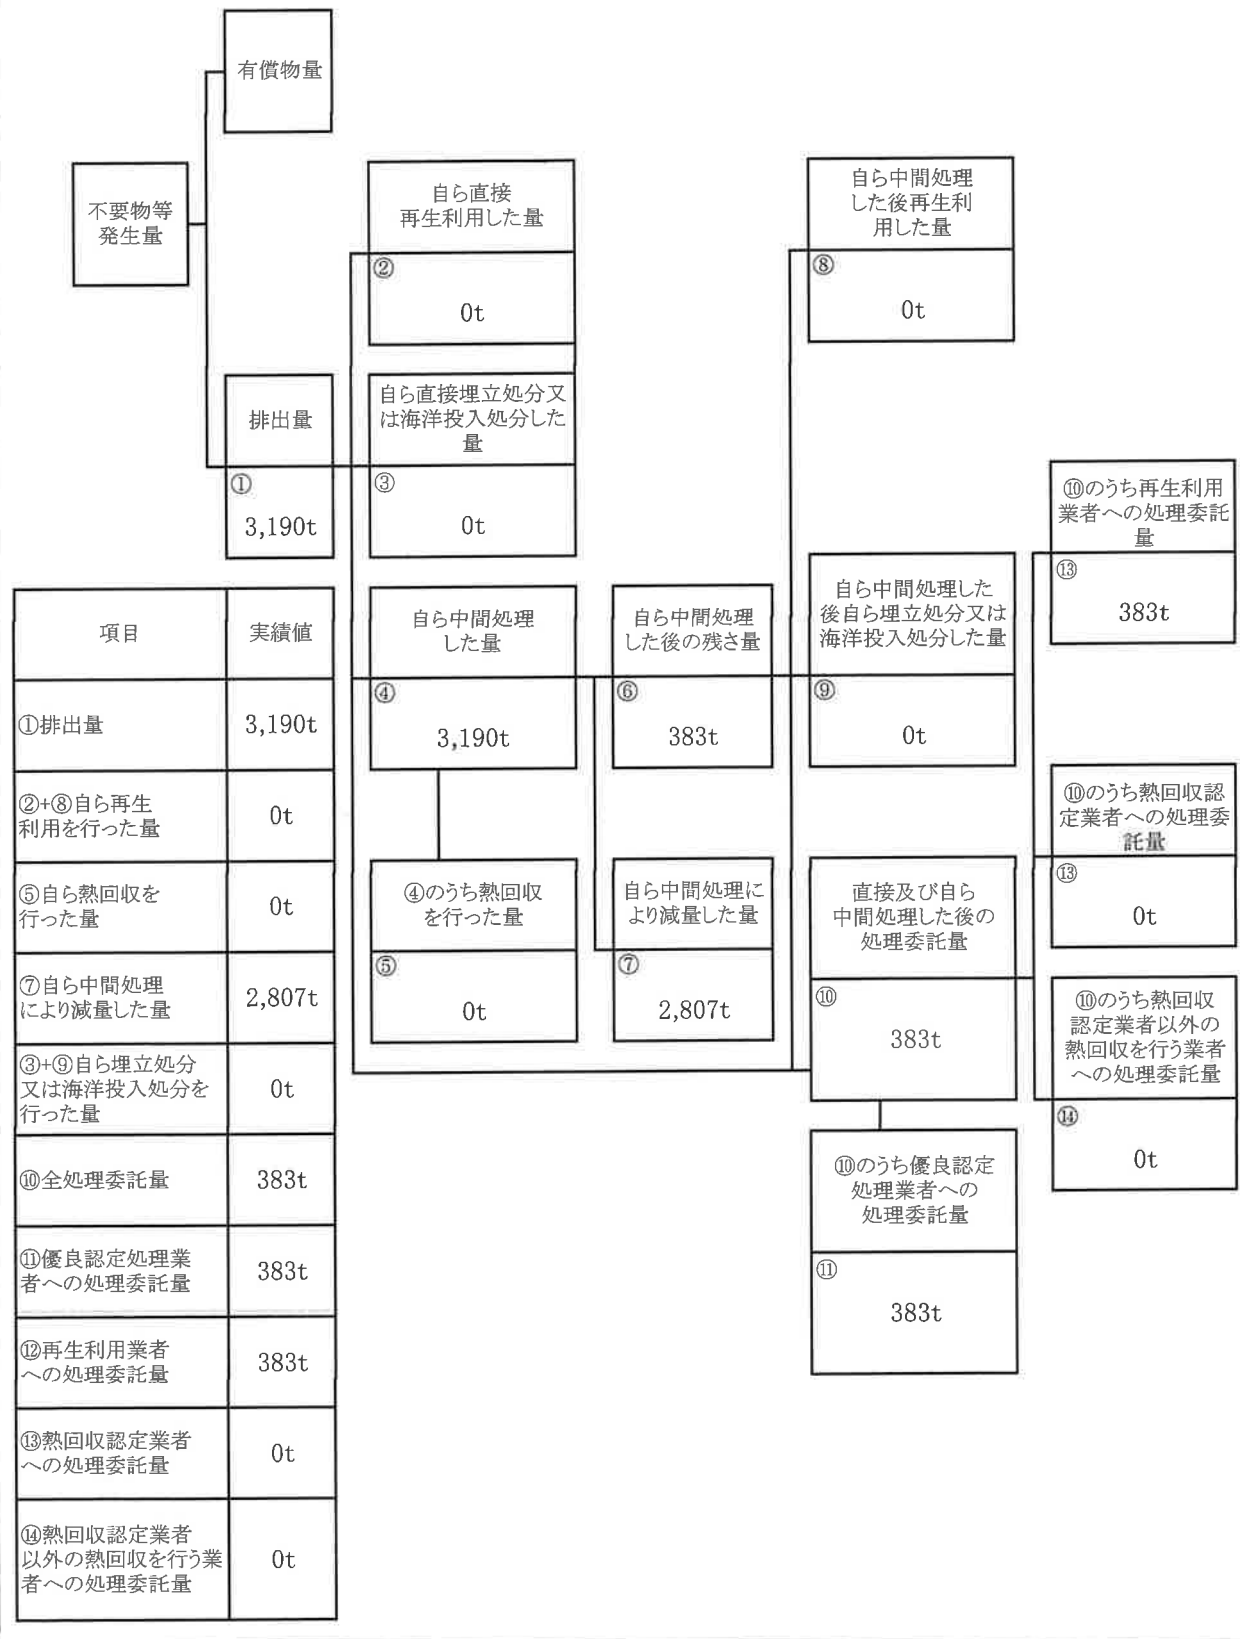 有償物量
不要物等
発生量
自ら直接
再生利用した量
②
0t
自ら中間処理
した後再生利
用した量
⑧
0t
排出量
①
3,190t
自ら直接埋立処分又
は海洋投入処分した
量
③
0t
⑩のうち再生利用
業者への処理委託
量
⑬
383t
自ら中間処理
した量
④
3,190t
自ら中間処理
した後の残さ量
⑥
383t
自ら中間処理した
後自ら埋立処分又は
海洋投入処分した量
⑨
0t
⑩のうち熱回収認
定業者への処理委
託量
⑬
0t
④のうち熱回収
を行った量
⑤
0t
自ら中間処理に
より減量した量
⑦
2,807t
直接及び自ら
中間処理した後の
処理委託量
⑩
383t
⑩のうち熱回収
認定業者以外の
熱回収を行う業者
への処理委託量
⑭
0t
⑩のうち優良認定
処理業者への
処理委託量
⑪
383t
項目
実績値
①排出量
3,190t
②+⑧自ら再生
利用を行った量
0t
⑤自ら熱回収を
行った量
0t
⑦自ら中間処理
により減量した量
2,807t
③+⑨自ら埋立処分
又は海洋投入処分を
行った量
0t
⑩全処理委託量
383t
⑪優良認定処理業
者への処理委託量
383t
⑫再生利用業者
への処理委託量
383t
⑬熱回収認定業者
への処理委託量
0t
⑭熱回収認定業者
以外の熱回収を行う業
者への処理委託量
0t